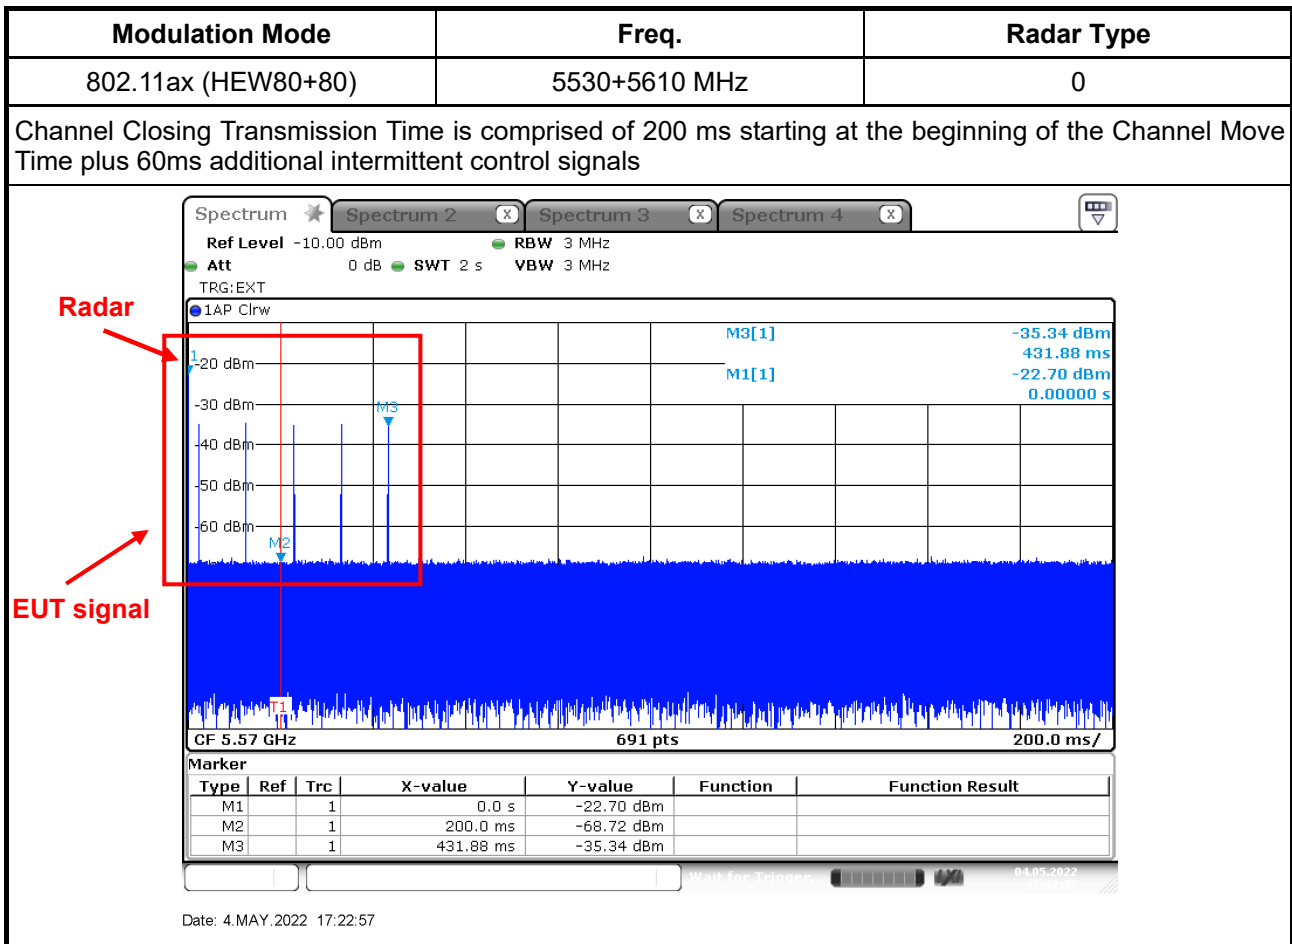 Modulation Mode Freq. Radar Type
802.11ax (HEW80+80) 5530+5610 MHz 0
Channel Closing Transmission Time is comprised of 200 ms starting at the beginning of the Channel Move
Time plus 60ms additional intermittent control signals
Spectrum Spectrum 2 X Spectrum 3 X Spectrum 4 X
Ref Level -10.00 dBm RBW 3 MHz
Att 0 dB SWT 2 s VBW 3 MHz
TRG:EXT
1AP Clrw
Radar
M3[1] -35.34 dBm
431.88 ms
M1[1] -22.70 dBm
0.00000 s
1
-20 dBm
-30 dBm
M3
-40 dBm
-50 dBm
-60 dBm
M2
EUT signal
T1
CF 5.57 GHz 691 pts 200.0 ms/
Marker
Type Ref Trc X-value Y-value Function Function Result
M1 1 0.0 s -22.70 dBm
M2 1 200.0 ms -68.72 dBm
M3 1 431.88 ms -35.34 dBm
Wait for Trigger... 04.05.2022
Date: 4.MAY.2022 17:22:57